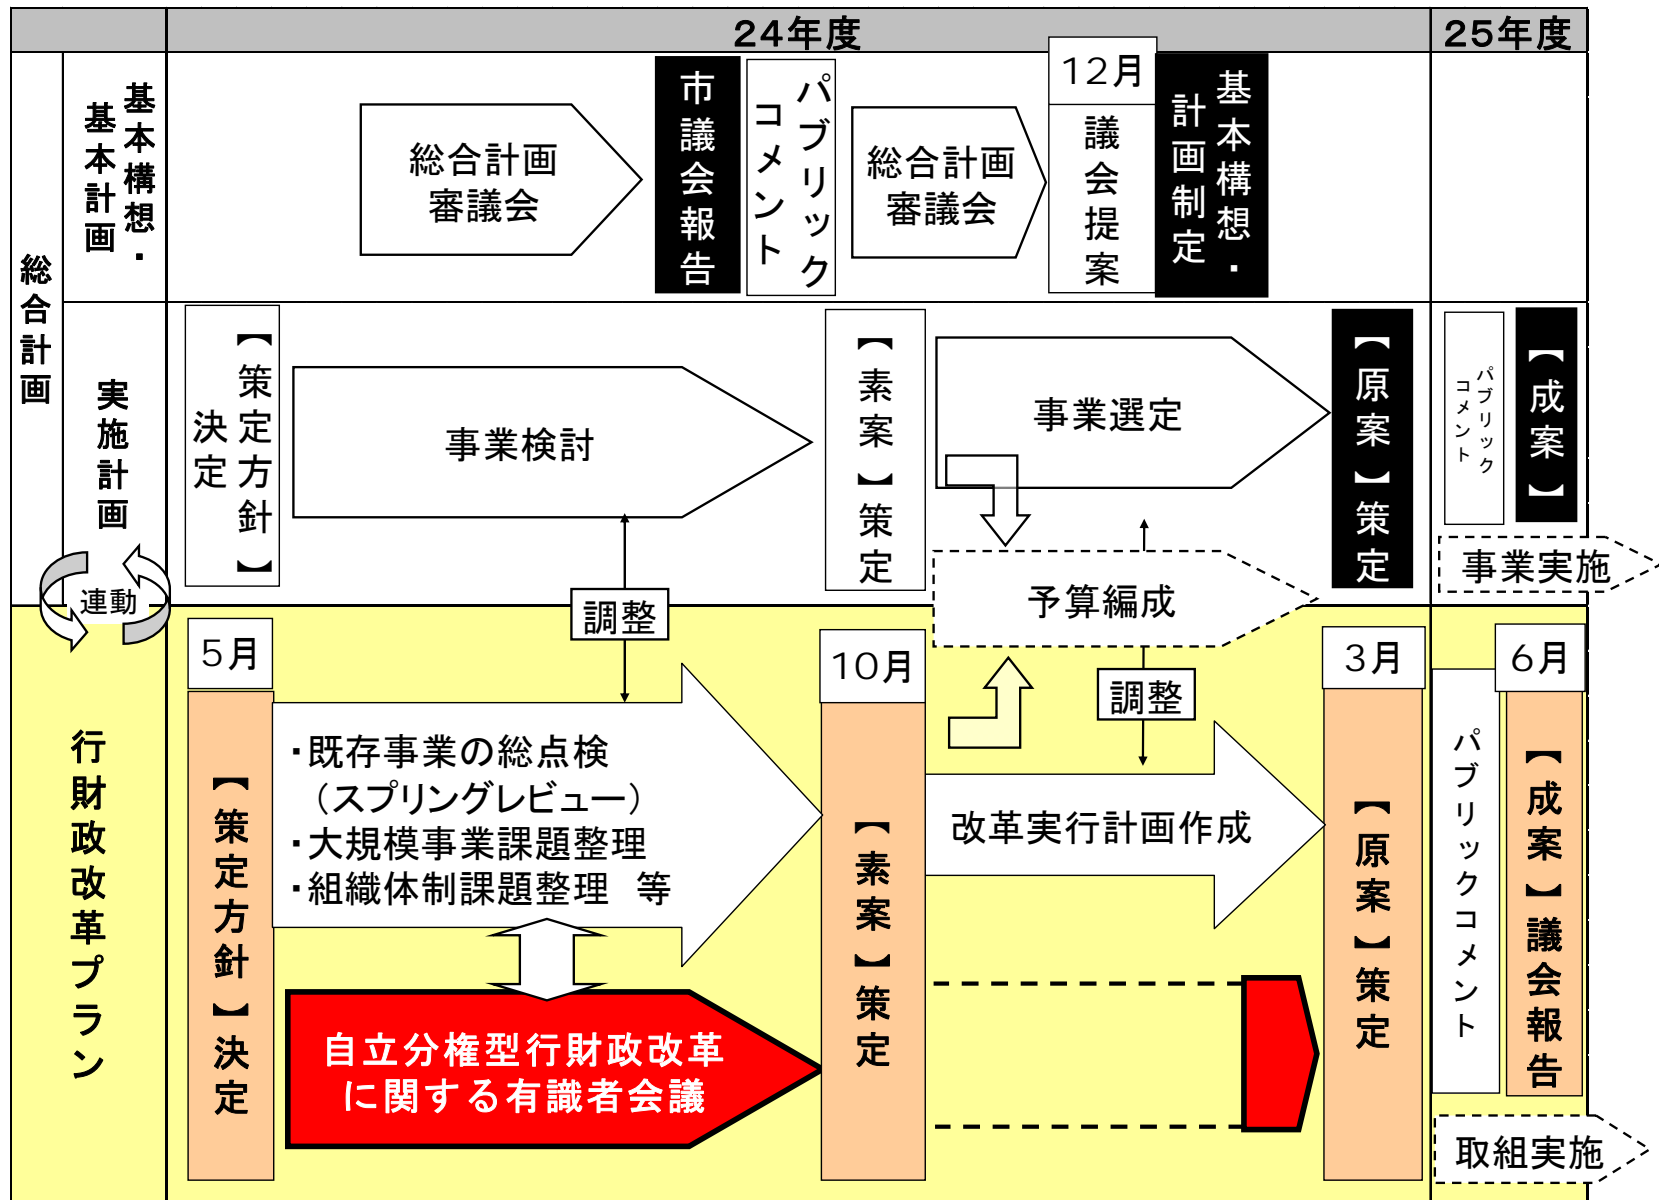 24年度
25年度
総合計画
基本構想・
基本計画
総合計画
審議会
市議会報告
パブリック
コメント
総合計画
審議会
12月
議会提案
基本構想・
計画制定
実施計画
【策定方針】
決定
事業検討
【素案】策定
事業選定
【原案】策定
パブリック
コメント
【成案】
事業実施
予算編成
連動
調整
調整
行財政改革プラン
5月
【策定方針】決定
・既存事業の総点検
（スプリングレビュー）
・大規模事業課題整理
・組織体制課題整理　等
自立分権型行財政改革
に関する有識者会議
10月
【素案】策定
改革実行計画作成
3月
【原案】策定
パブリックコメント
6月
【成案】議会報告
取組実施